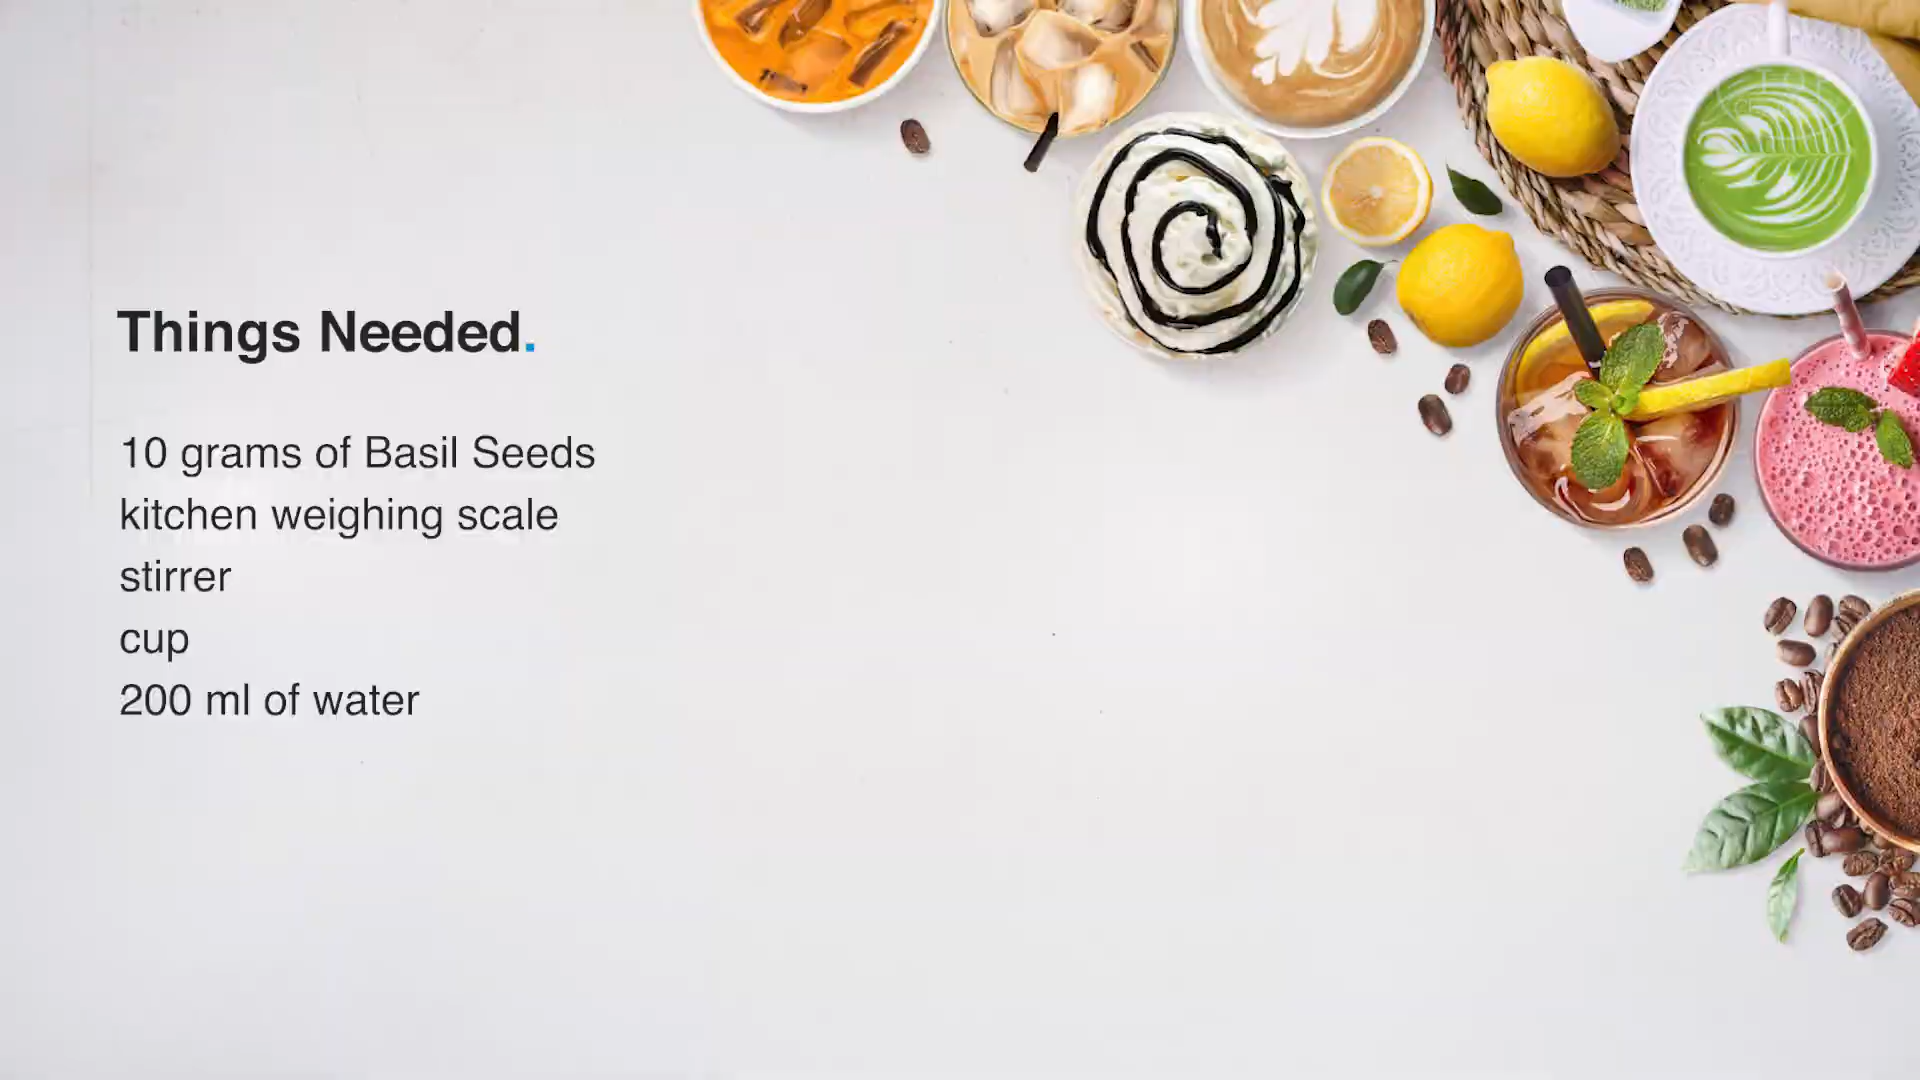 Things Needed.
10 grams of Basil Seeds
kitchen weighing scale
stirrer
cup
200 ml of water